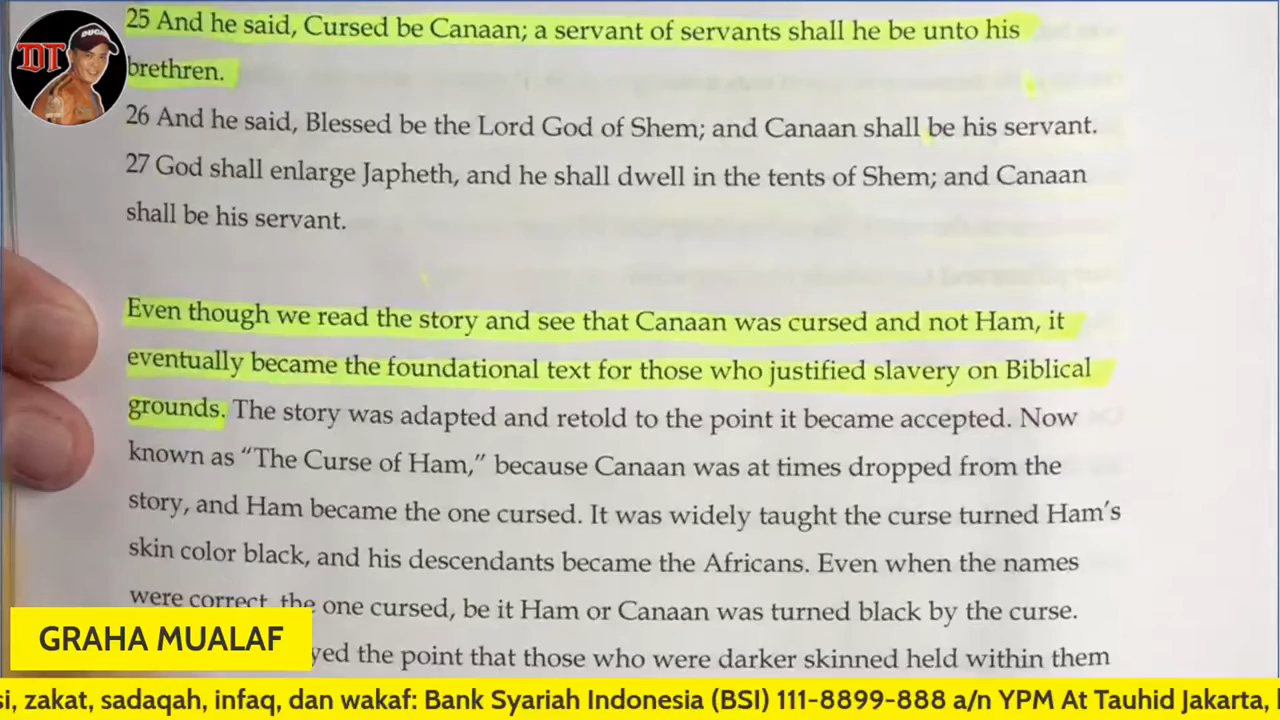 25 And he said, Cursed be Canaan; a servant of servants shall he be unto his
brethren.
26 And he said, Blessed be the Lord God of Shem; and Canaan shall be his servant.
27 God shall enlarge Japheth, and he shall dwell in the tents of Shem; and Canaan
shall be his servant.
Even though we read the story and see that Canaan was cursed and not Ham, it
eventually became the foundational text for those who justified slavery on Biblical
grounds. The story was adapted and retold to the point it became accepted. Now
known as “The Curse of Ham,” because Canaan was at times dropped from the
story, and Ham became the one cursed. It was widely taught the curse turned Ham’s
skin color black, and his descendants became the Africans. Even when the names
were correct, the one cursed, be it Ham or Canaan was turned black by the curse.
yed the point that those who were darker skinned held within them
DT
DUCATI
GRAHA MUALAF
si, zakat, sadaqah, infaq, dan wakaf: Bank Syariah Indonesia (BSI) 111-8899-888 a/n YPM At Tauhid Jakarta,